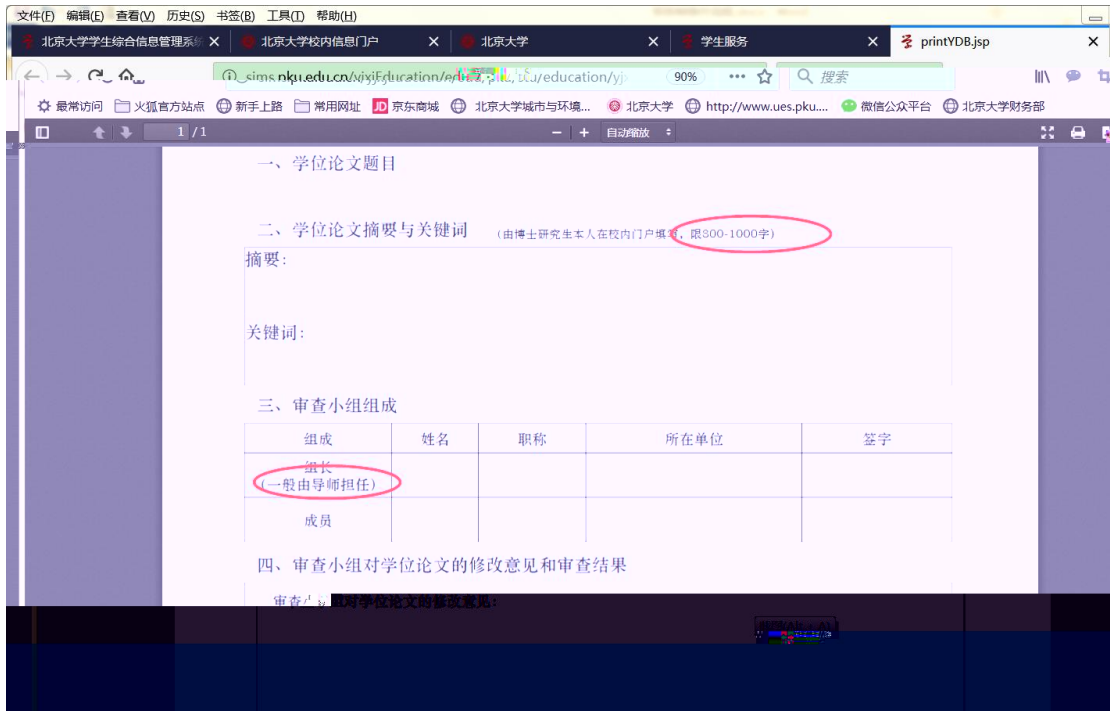 文件(F) 编辑(E) 查看(V) 历史(S) 书签(B) 工具(T) 帮助(H)
北京大学学生综合信息管理系统 北京大学校内信息门户 北京大学 学生服务 printYDB.jsp
90% 搜索
最常访问 火狐官方站点 新手上路 常用网址 JD 京东商城 北京大学城市与环境... 北京大学 http://www.ues.pku.... 微信公众平台 北京大学财务部
1 / 1 自动缩放
一、学位论文题目
二、学位论文摘要与关键词 (由博士研究生本人在校内门户填写，限800-1000字)
摘要：
关键词：
三、审查小组组成
组成 姓名 职称 所在单位 签字
组长
(一般由导师担任)
成员
四、审查小组对学位论文的修改意见和审查结果
审查小组对学位论文的修改意见：